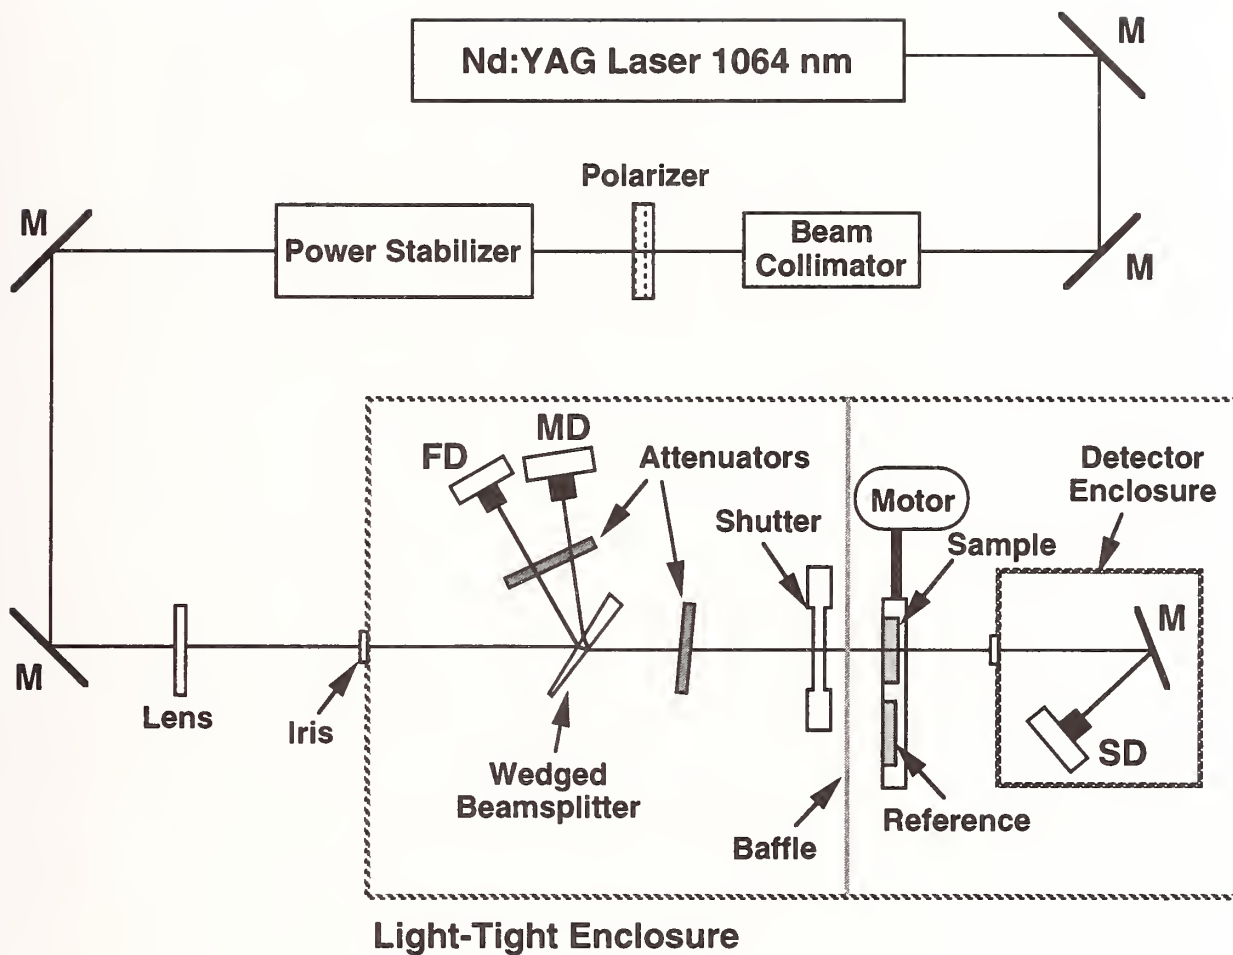 Nd:YAG Laser 1064 nm
M
Polarizer
M
Power Stabilizer
Beam
Collimator
M
FD
MD
Attenuators
Detector
Enclosure
Motor
Shutter
Sample
M
M
Lens
Iris
Wedged
Beamsplitter
SD
Baffle
Reference
Light-Tight Enclosure